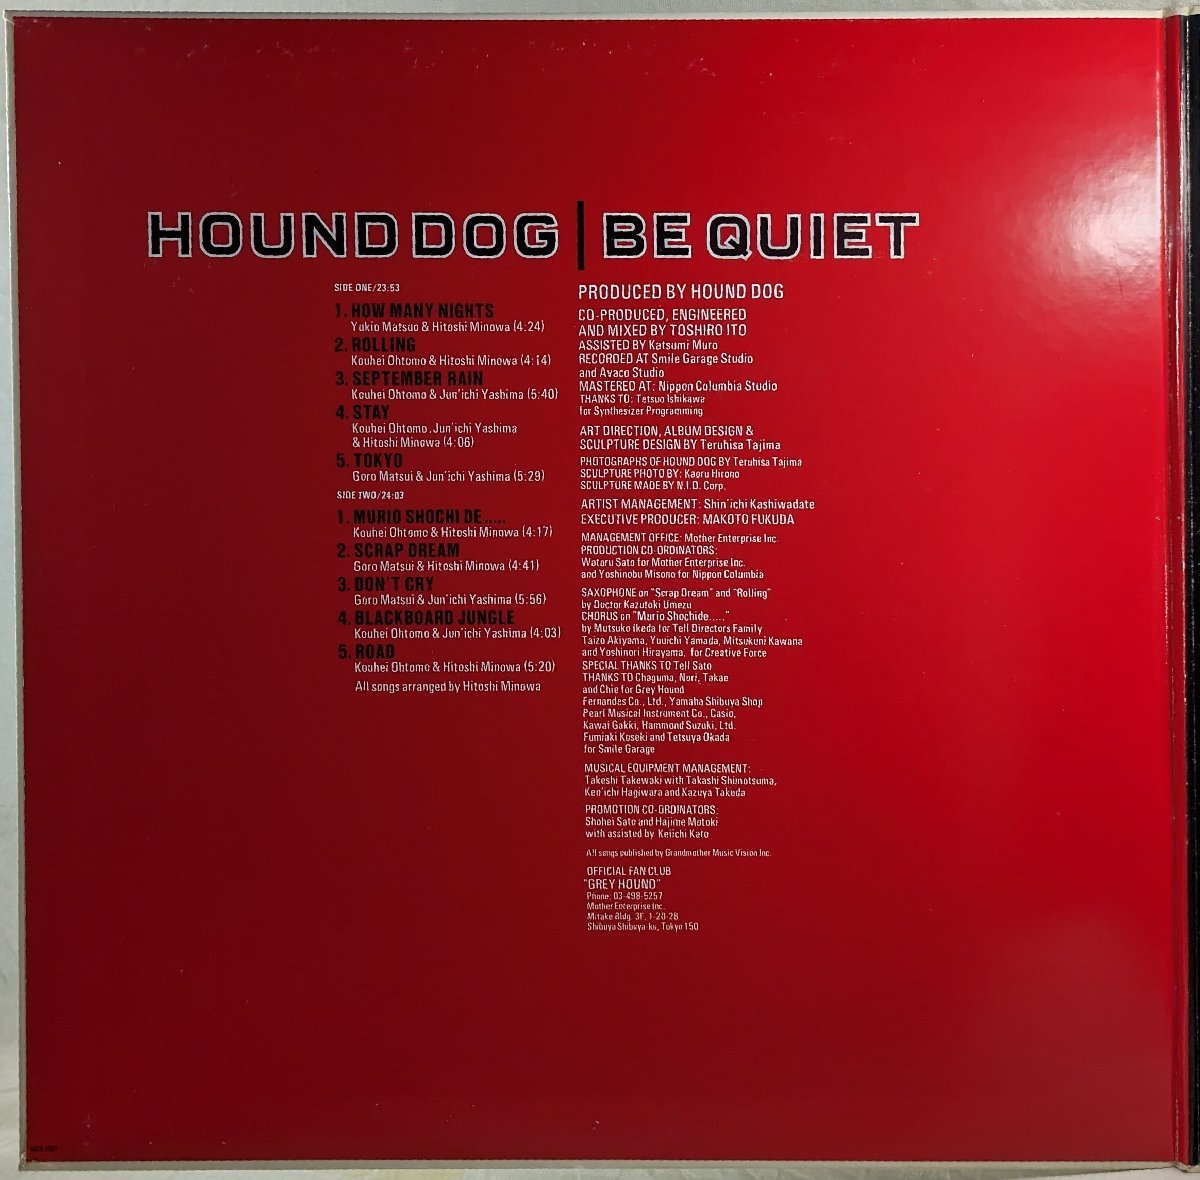 HOUND DOG | BE QUIET
SIDE ONE/23:53
1. HOW MANY NIGHTS
Yukio Matsuo & Hitoshi Minowa (4:24)
2. ROLLING
Kouhei Ohtomo & Hitoshi Minowa (4:14)
3. SEPTEMBER RAIN
Kouhei Ohtomo & Jun'ichi Yashima (5:40)
4. STAY
Kouhei Ohtomo, Jun'ichi Yashima
& Hitoshi Minowa (4:06)
5. TOKYO
Goro Matsui & Jun'ichi Yashima (5:29)
SIDE TWO/24:03
1. MURIO SHOCHI DE.....
Kouhei Ohtomo & Hitoshi Minowa (4:17)
2. SCRAP DREAM
Goro Matsui & Hitoshi Minowa (4:41)
3. DON'T CRY
Goro Matsui & Jun'ichi Yashima (5:56)
4. BLACKBOARD JUNGLE
Kouhei Ohtomo & Jun'ichi Yashima (4:03)
5. ROAD
Kouhei Ohtomo & Hitoshi Minowa (5:20)
All songs arranged by Hitoshi Minowa
PRODUCED BY HOUND DOG
CO-PRODUCED, ENGINEERED
AND MIXED BY TOSHIRO ITO
ASSISTED BY Katsumi Muro
RECORDED AT Smile Garage Studio
and Avaco Studio
MASTERED AT: Nippon Columbia Studio
THANKS TO: Tetsuo Ishikawa
for Synthesizer Programming
ART DIRECTION, ALBUM DESIGN &
SCULPTURE DESIGN BY Teruhisa Tajima
PHOTOGRAPHS OF HOUND DOG BY Teruhisa Tajima
SCULPTURE PHOTO BY: Kaoru Hirono
SCULPTURE MADE BY N.I.D. Corp.
ARTIST MANAGEMENT: Shin'ichi Kashiwadate
EXECUTIVE PRODUCER: MAKOTO FUKUDA
MANAGEMENT OFFICE: Mother Enterprise Inc.
PRODUCTION CO-ORDINATORS:
Wataru Sato for Mother Enterprise Inc.
and Yoshinobu Misono for Nippon Columbia
SAXOPHONE on "Scrap Dream" and "Rolling"
by Doctor Kazutoki Umezu
CHORUS on "Murio Shochide....."
by Mutsuko Ikeda for Tell Directors Family
Taizo Akiyama, Yuuichi Yamada, Mitsukuni Kawana
and Yoshinori Hirayama, for Creative Force
SPECIAL THANKS TO Tell Sato
THANKS TO Chaguma, Nori, Takae
and Chie for Grey Hound
Fernandes Co., Ltd., Yamaha Shibuya Shop
Pearl Musical Instrument Co., Casio,
Kawai Gakki, Hammond Suzuki, Ltd.
Fumiaki Koseki and Tetsuya Okada
for Smile Garage
MUSICAL EQUIPMENT MANAGEMENT:
Takeshi Takewaki with Takashi Shimotsuma,
Ken'ichi Hagiwara and Kazuya Takeda
PROMOTION CO-ORDINATORS:
Shohei Sato and Hajime Motoki
with assisted by Keiichi Kato
All songs published by Grandmother Music Vision Inc.
OFFICIAL FAN CLUB
"GREY HOUND"
Phone: 03-498-5257
Mother Enterprise Inc.
Mitake Bldg. 3F, 1-20-28
Shibuya Shibuya-ku, Tokyo 150